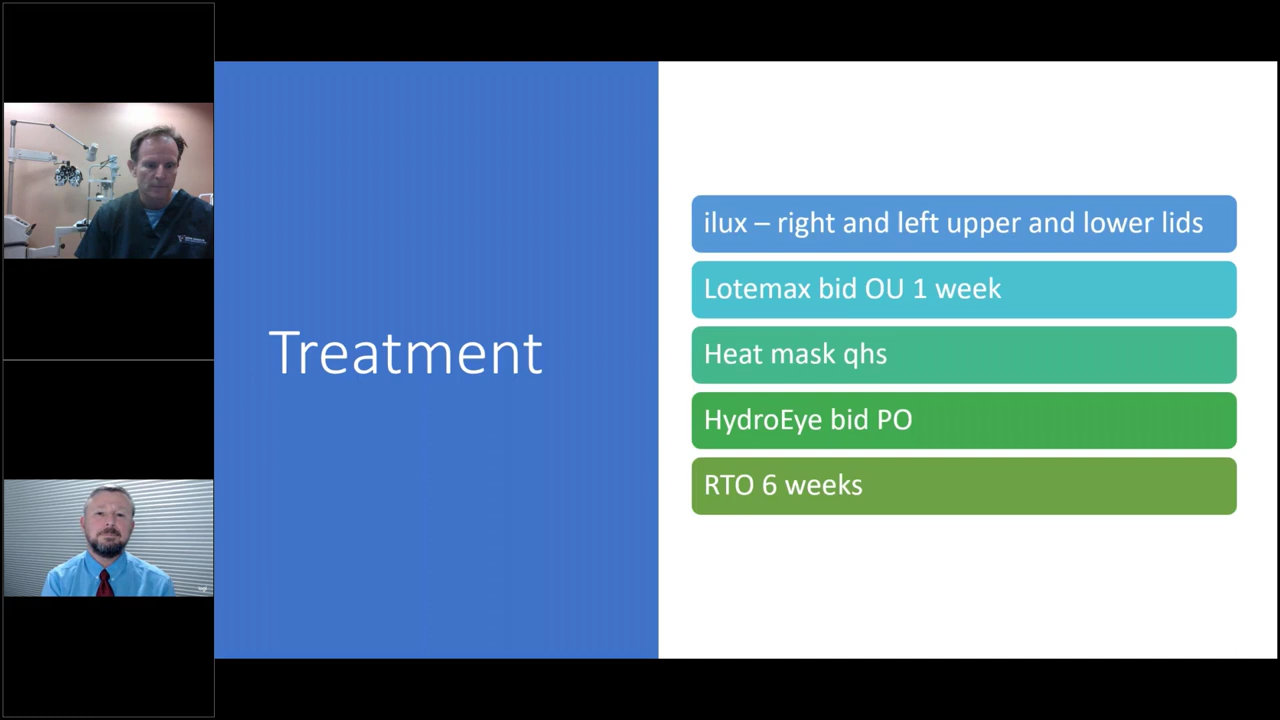 Treatment
ilux – right and left upper and lower lids
Lotemax bid OU 1 week
Heat mask qhs
HydroEye bid PO
RTO 6 weeks